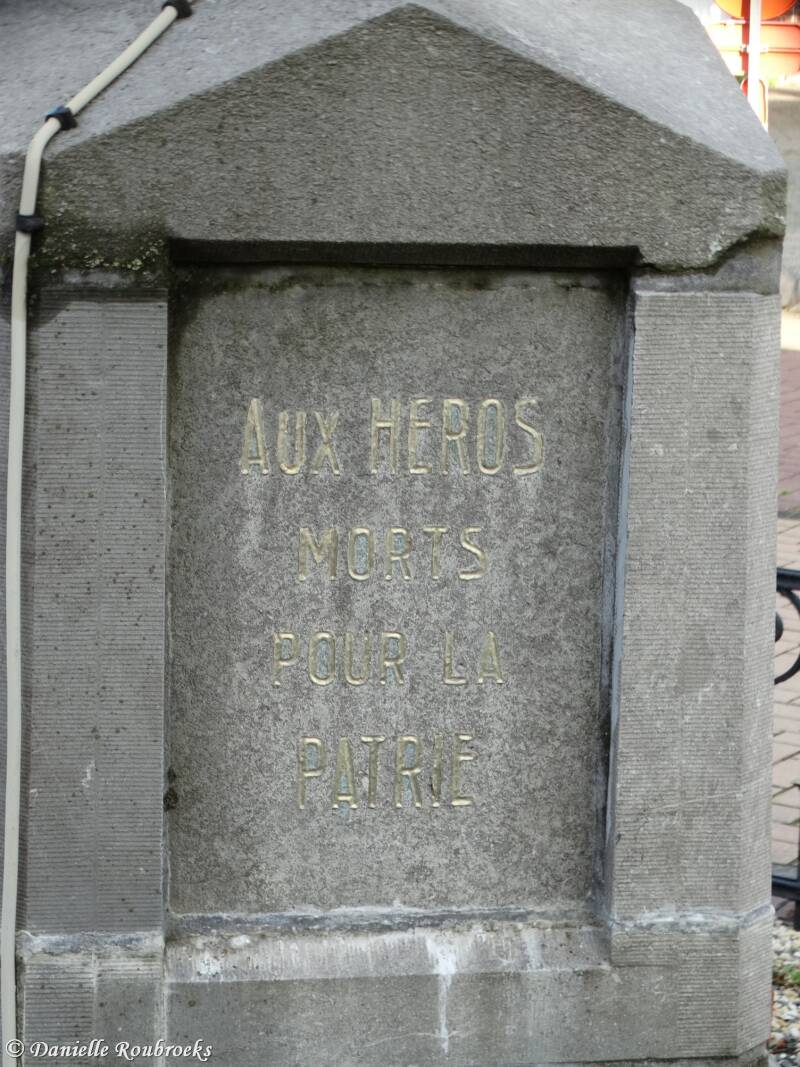 AUX HEROS
MORTS
POUR LA
PATRIE
© Danielle Roubroeks